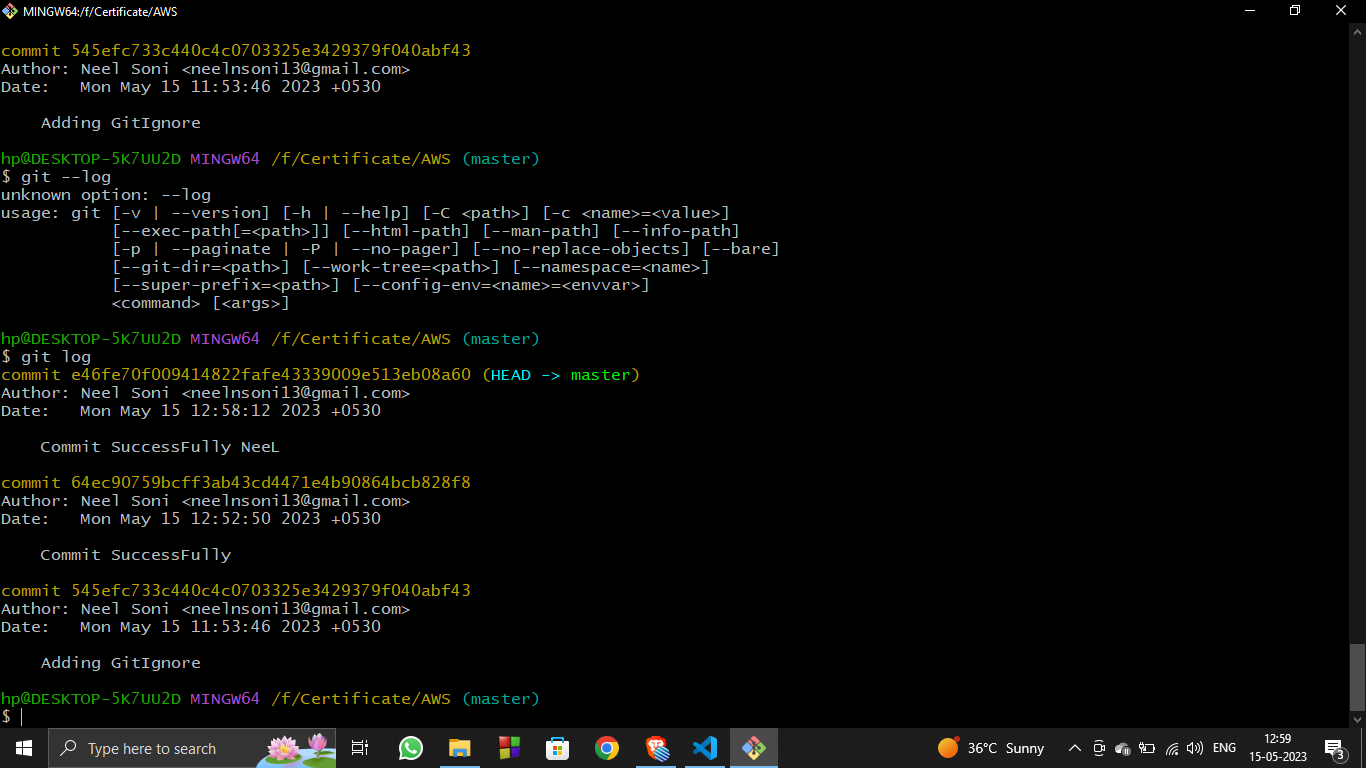 MINGW64:/f/Certificate/AWS
commit 545efc733c440c4c0703325e3429379f040abf43
Author: Neel Soni <neelnsoni13@gmail.com>
Date:   Mon May 15 11:53:46 2023 +0530
    Adding GitIgnore
hp@DESKTOP-5K7UU2D MINGW64 /f/Certificate/AWS (master)
$ git --log
unknown option: --log
usage: git [-v | --version] [-h | --help] [-C <path>] [-c <name>=<value>]
           [--exec-path[=<path>]] [--html-path] [--man-path] [--info-path]
           [-p | --paginate | -P | --no-pager] [--no-replace-objects] [--bare]
           [--git-dir=<path>] [--work-tree=<path>] [--namespace=<name>]
           [--super-prefix=<path>] [--config-env=<name>=<envvar>]
           <command> [<args>]
hp@DESKTOP-5K7UU2D MINGW64 /f/Certificate/AWS (master)
$ git log
commit e46fe70f009414822fafe43339009e513eb08a60 (HEAD -> master)
Author: Neel Soni <neelnsoni13@gmail.com>
Date:   Mon May 15 12:58:12 2023 +0530
    Commit SuccessFully NeeL
commit 64ec90759bcff3ab43cd4471e4b90864bcb828f8
Author: Neel Soni <neelnsoni13@gmail.com>
Date:   Mon May 15 12:52:50 2023 +0530
    Commit SuccessFully
commit 545efc733c440c4c0703325e3429379f040abf43
Author: Neel Soni <neelnsoni13@gmail.com>
Date:   Mon May 15 11:53:46 2023 +0530
    Adding GitIgnore
hp@DESKTOP-5K7UU2D MINGW64 /f/Certificate/AWS (master)
$
Type here to search
36°C Sunny
ENG
12:59
15-05-2023
3